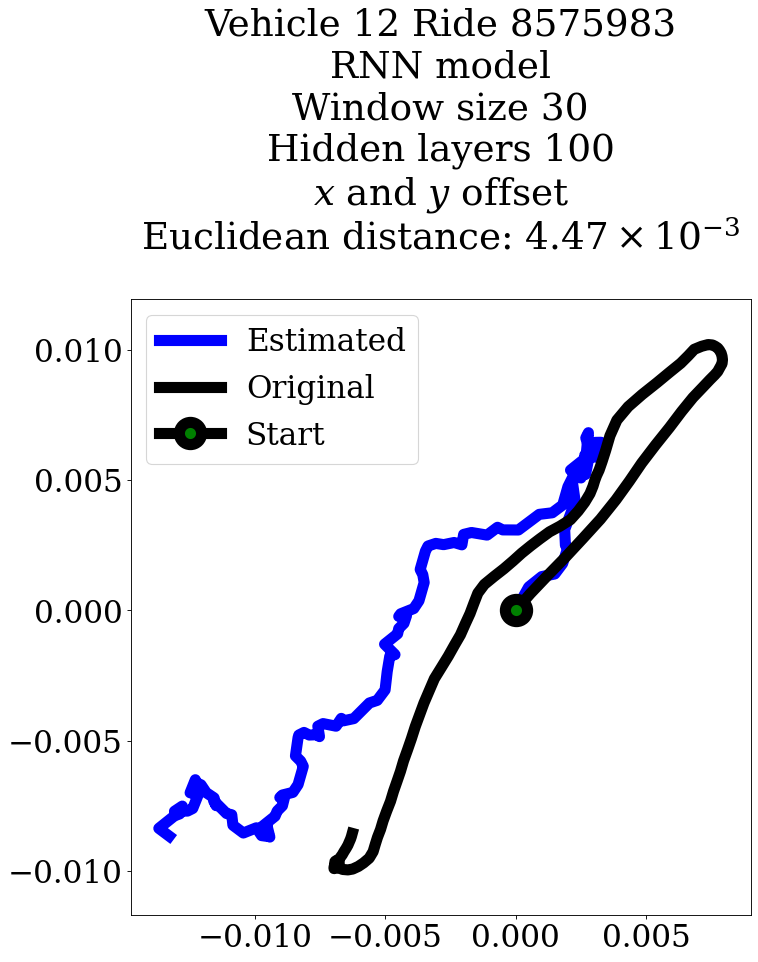 Vehicle 12 Ride 8575983
RNN model
Window size 30
Hidden layers 100
x and y offset
Euclidean distance: 4.47 × 10⁻³
Estimated
Original
Start
0.010
0.005
0.000
−0.005
−0.010
−0.010 −0.005 0.000 0.005